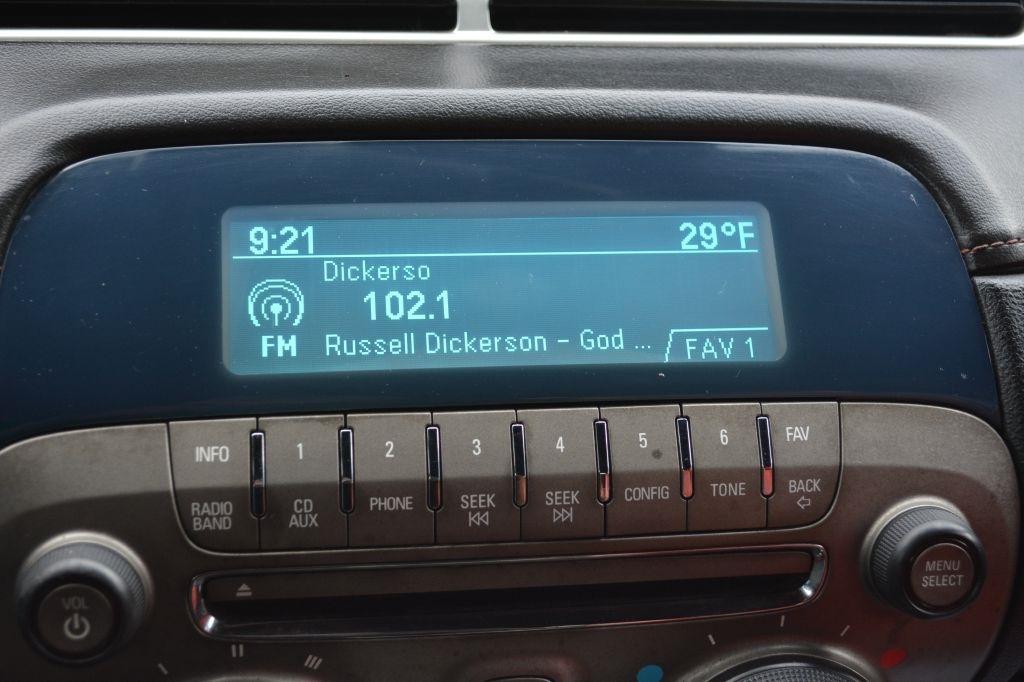 9:21 29°F
Dickerso
102.1
FM Russell Dickerson - God ... FAV 1
INFO 1 2 3 4 5 6 FAV
RADIO BAND CD AUX PHONE SEEK SEEK CONFIG TONE BACK
VOL
MENU SELECT